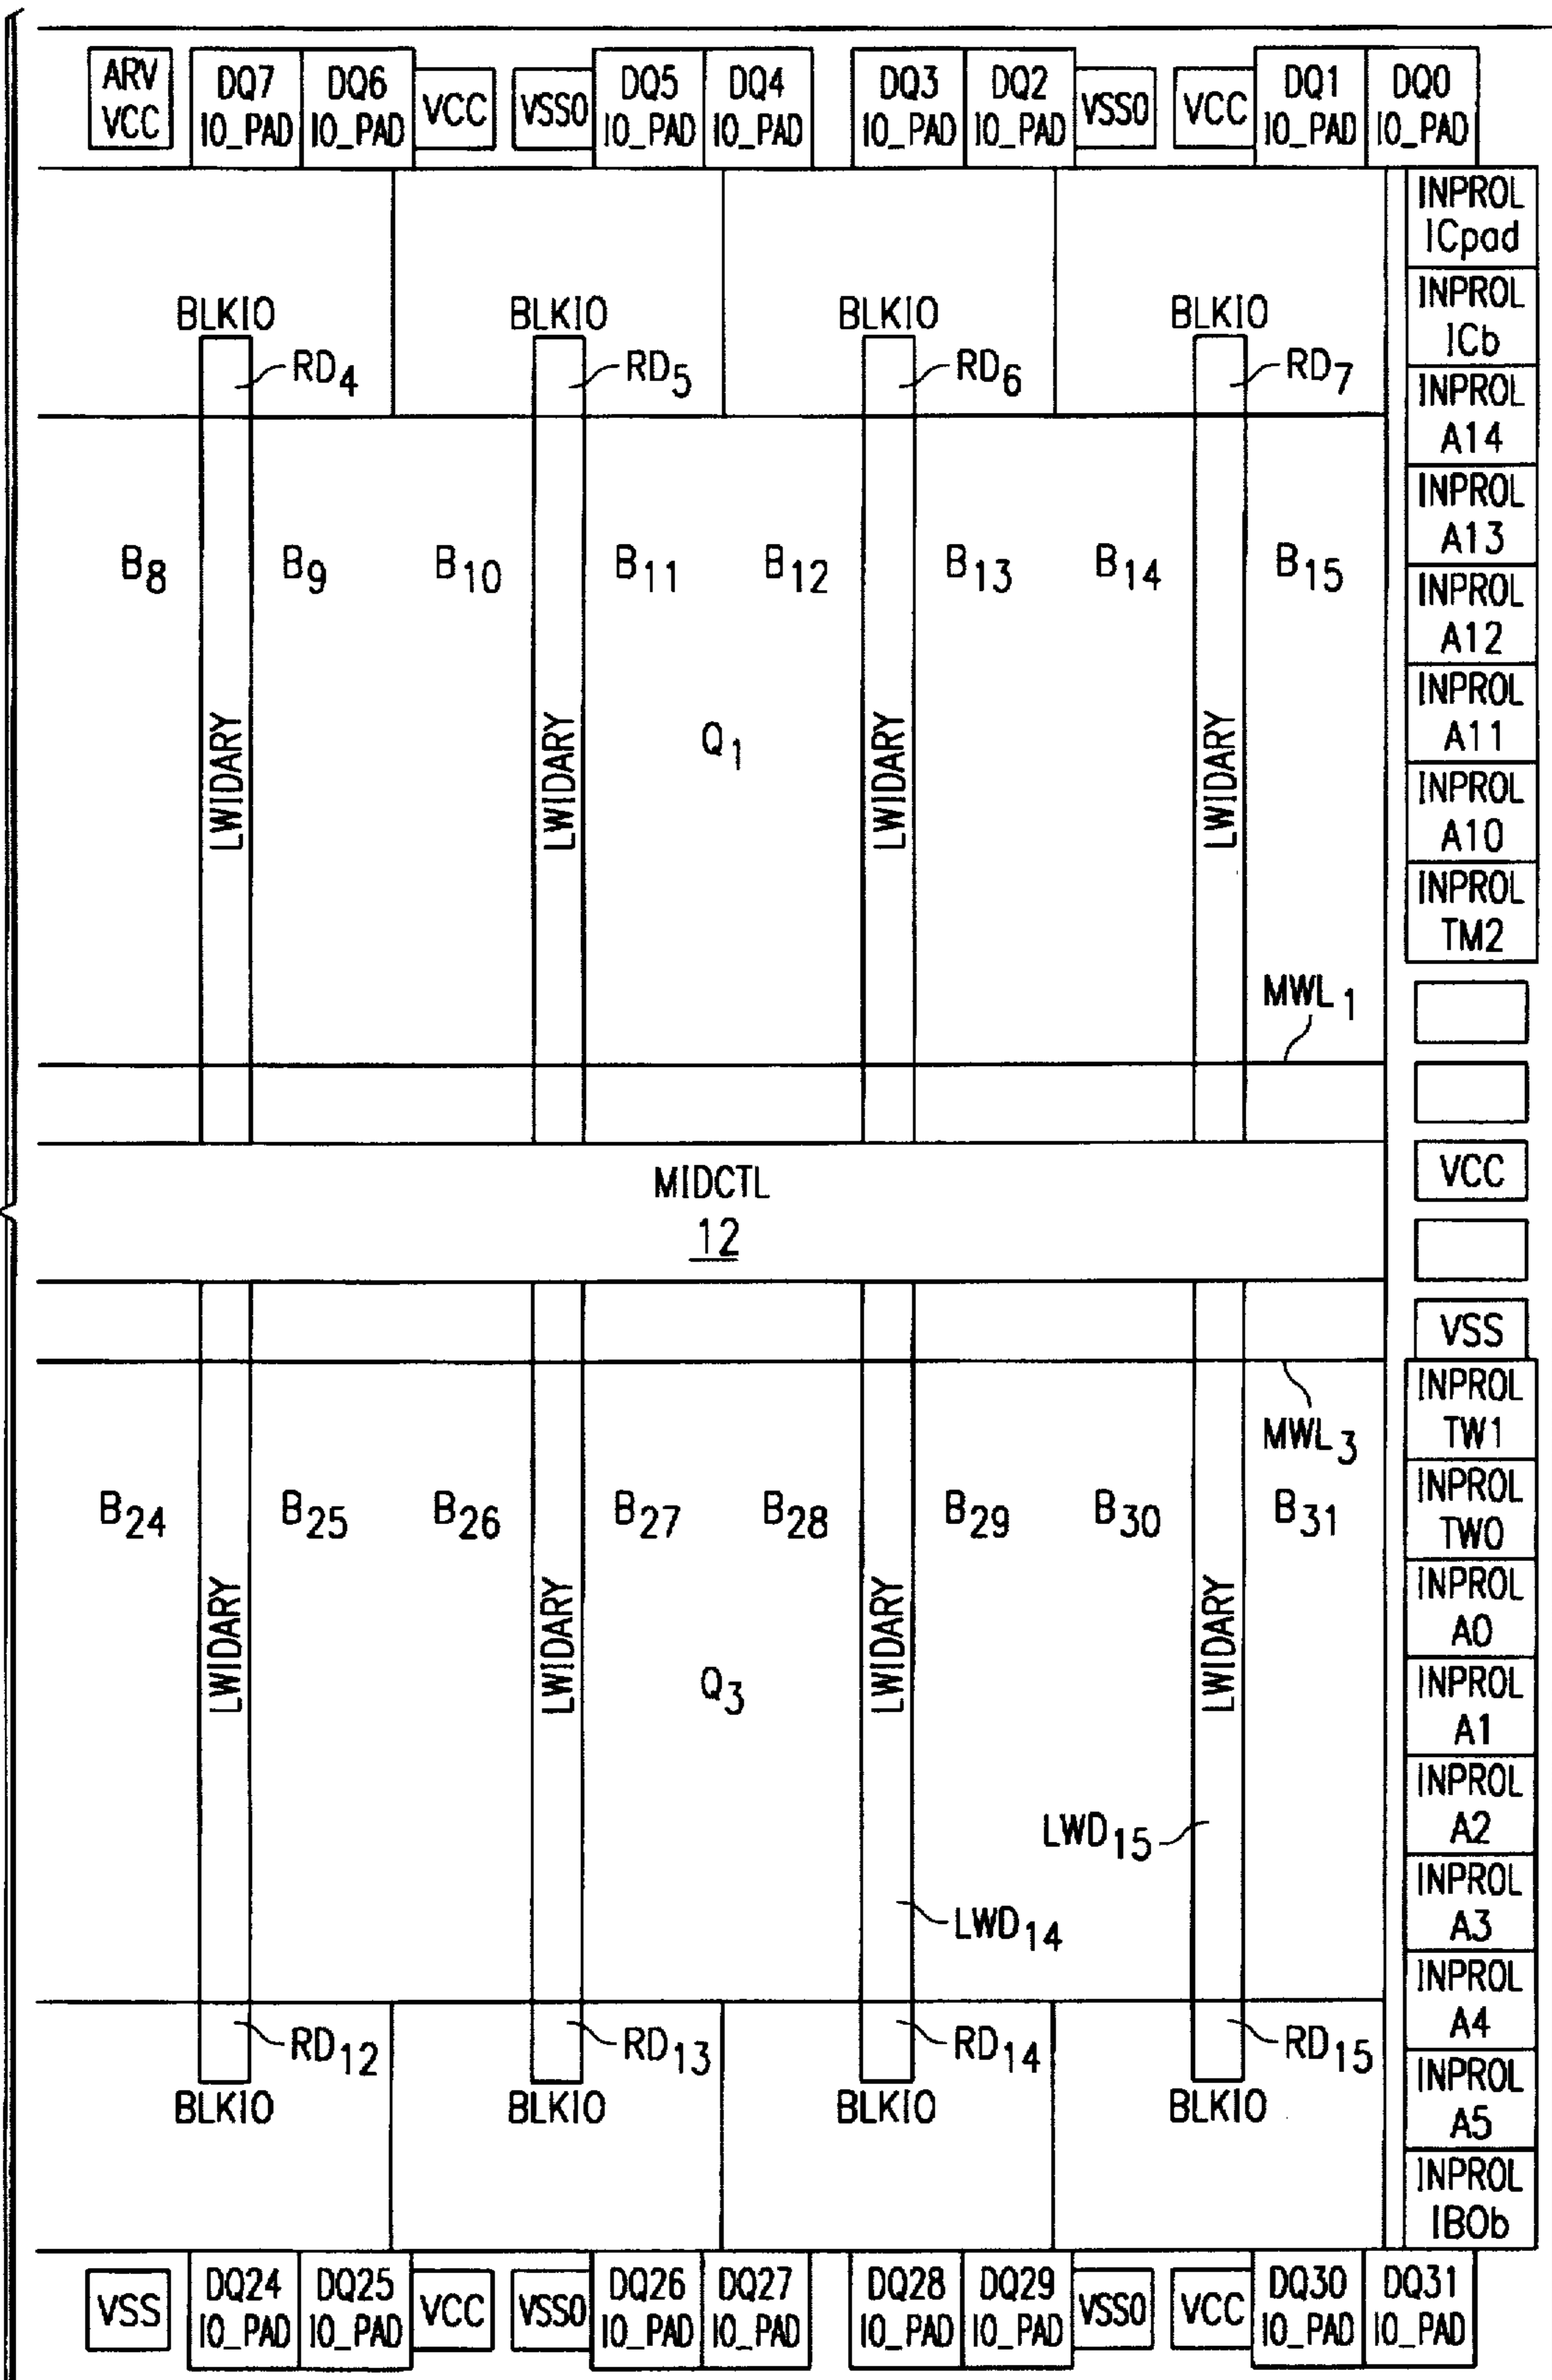 ARV VCC
DQ7 IO_PAD
DQ6 IO_PAD
VCC
VSSO
DQ5 IO_PAD
DQ4 IO_PAD
DQ3 IO_PAD
DQ2 IO_PAD
VSSO
VCC
DQ1 IO_PAD
DQ0 IO_PAD
INPROL ICpad
INPROL ICb
INPROL A14
INPROL A13
INPROL A12
INPROL A11
INPROL A10
INPROL TM2
VCC
VSS
INPROL TW1
INPROL TW0
INPROL A0
INPROL A1
INPROL A2
INPROL A3
INPROL A4
INPROL A5
INPROL IBOb
BLKIO BLKIO BLKIO BLKIO
RD4 RD5 RD6 RD7
B8 B9 B10 B11 B12 B13 B14 B15
LWIDARY LWIDARY LWIDARY LWIDARY
Q1
MWL1
MIDCTL
12
MWL3
B24 B25 B26 B27 B28 B29 B30 B31
LWIDARY LWIDARY LWIDARY LWIDARY
Q3
LWD15
LWD14
RD12 RD13 RD14 RD15
BLKIO BLKIO BLKIO BLKIO
VSS
DQ24 IO_PAD
DQ25 IO_PAD
VCC
VSSO
DQ26 IO_PAD
DQ27 IO_PAD
DQ28 IO_PAD
DQ29 IO_PAD
VSSO
VCC
DQ30 IO_PAD
DQ31 IO_PAD